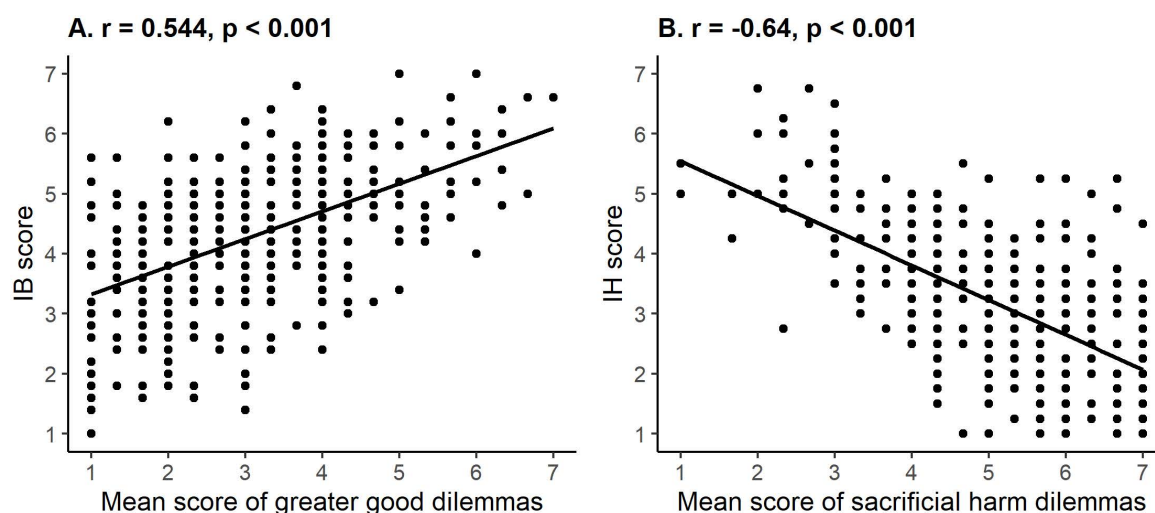 A. r = 0.544, p < 0.001
7
6
5
4
3
2
1
IB score
1 2 3 4 5 6 7
Mean score of greater good dilemmas
B. r = -0.64, p < 0.001
7
6
5
4
3
2
1
IH score
1 2 3 4 5 6 7
Mean score of sacrificial harm dilemmas